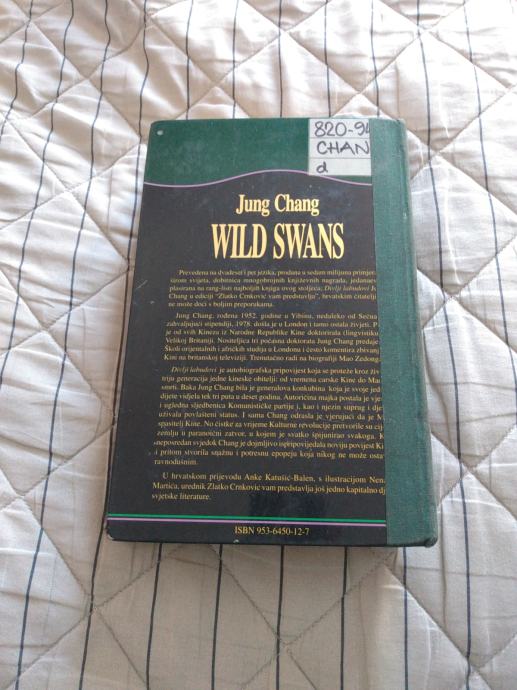 820-94
CHAN
d
Jung Chang
WILD SWANS
Prevedena na dvadeset i pet jezika, prodana u sedam milijuna primjer
širom svijeta, dobitnica mnogobrojnih književnih nagrada, jedanaes
plasirana na rang-listi najboljih knjiga ovog stoljeća; Divlji labudovi
Chang u ediciji "Zlatko Crnković vam predstavlja", hrvatskim čitatelji
ne može doći s boljim preporukama.
Jung Chang, rođena 1952. godine u Yibinu, nedaleko od Sečua
zahvaljujući stipendiji, 1978. došla je u London i tamo ostala živjeti. P
je od svih Kineza iz Narodne Republike Kine doktorirala (lingvistiku
Velikoj Britaniji. Nositeljica tri počasna doktorata Jung Chang predaje
Školi orijentalnih i afričkih studija u Londonu i često komentira zbivanj
Kini na britanskoj televiziji. Trenutačno radi na biografiji Mao Zedong
Divlji labudovi je autobiografska pripovijest koja se proteže kroz živ
triju generacija jedne kineske obitelji: od vremena carske Kine do Mao
smrti. Baka Jung Chang bila je generalova konkubina koja je svoje jed
dijete vidjela tek tri puta u deset godina. Autoričina majka postala je vje
i ugledna sljedbenica Komunističke partije i, kao i njezin suprug i dje
uživala povlašteni status. I sama Chang odrasla je vjerujući da je M
spasitelj Kine. No čistke za vrijeme Kulturne revolucije pretvorile su cije
zemlju u paranoični zatvor, u kojem je svatko špijunirao svakoga. K
neposredan svjedok Chang je dojmljivo ispripovijedala noviju povijest Ki
i pritom stvorila snažnu i potresnu epopeju koja nikog ne može osta
ravnodušnim.
U hrvatskom prijevodu Anke Katušić-Balen, s ilustracijom Nena
Martića, urednik Zlatko Crnković vam predstavlja još jedno kapitalno dj
svjetske literature.
ISBN 953-6450-12-7